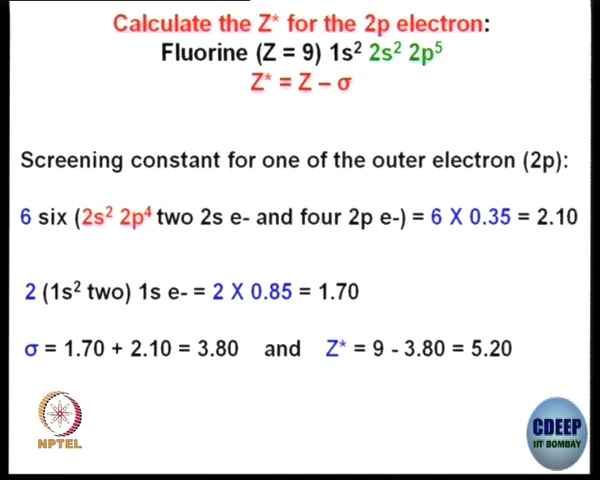 Calculate the Z* for the 2p electron:
Fluorine (Z = 9) 1s² 2s² 2p⁵
Z* = Z – σ
Screening constant for one of the outer electron (2p):
6 six (2s² 2p⁴ two 2s e- and four 2p e-) = 6 X 0.35 = 2.10
2 (1s² two) 1s e- = 2 X 0.85 = 1.70
σ = 1.70 + 2.10 = 3.80 and Z* = 9 - 3.80 = 5.20
NPTEL
CDEEP
IIT BOMBAY